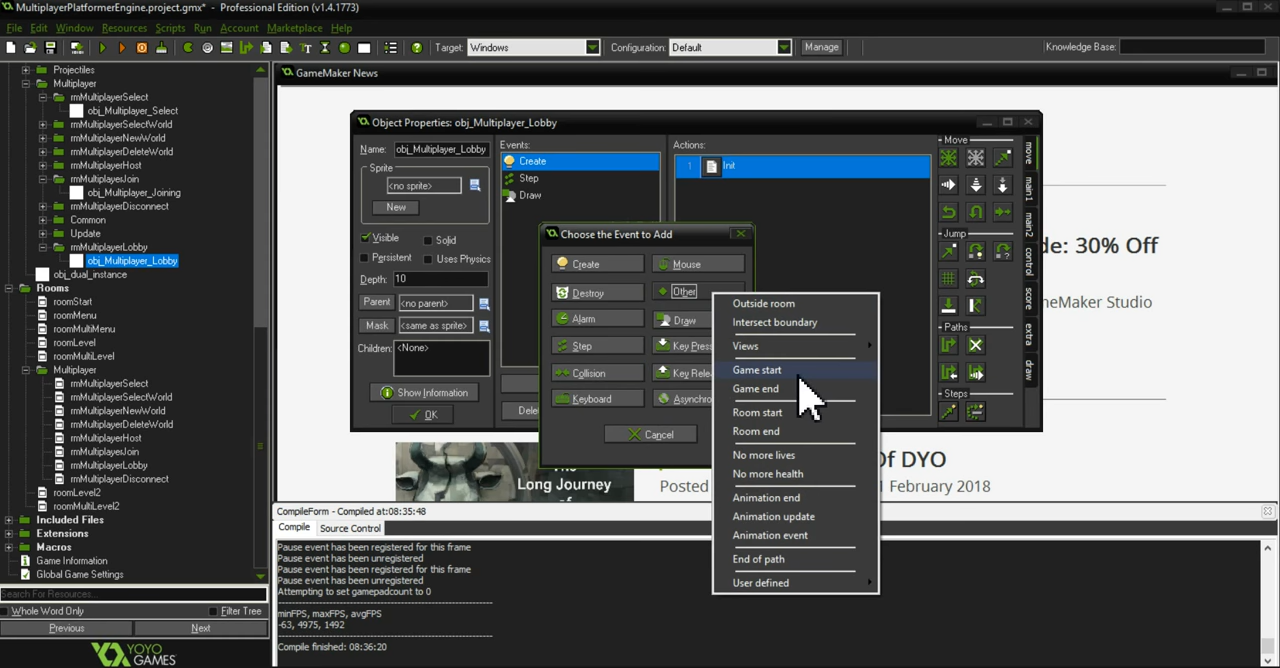 MultiplayerPlatformerEngine.project.gmx* - Professional Edition (v1.4.1773)
File Edit Window Resources Scripts Run Account Marketplace Help
Target: Windows Configuration: Default Manage Knowledge Base:
Projectiles
Multiplayer
rmMultiplayerSelect
obj_Multiplayer_Select
rmMultiplayerSelectWorld
rmMultiplayerNewWorld
rmMultiplayerDeleteWorld
rmMultiplayerHost
rmMultiplayerJoin
obj_Multiplayer_Joining
rmMultiplayerDisconnect
Common
Update
rmMultiplayerLobby
obj_Multiplayer_Lobby
obj_dual_instance
Rooms
roomStart
roomMenu
roomMultiMenu
roomLevel
roomMultiLevel
Multiplayer
rmMultiplayerSelect
rmMultiplayerSelectWorld
rmMultiplayerNewWorld
rmMultiplayerDeleteWorld
rmMultiplayerHost
rmMultiplayerJoin
rmMultiplayerLobby
rmMultiplayerDisconnect
roomLevel2
roomMultiLevel2
Included Files
Extensions
Macros
Game Information
Global Game Settings
Search For Resources...
Whole Word Only Filter Tree
Previous Next
YOYO
GAMES
GameMaker News
Object Properties: obj_Multiplayer_Lobby
Name: obj_Multiplayer_Lobby
Sprite
<no sprite>
New
Visible Solid
Persistent Uses Physics
Depth: 10
Parent <no parent>
Mask <same as sprite>
Children: <None>
Show Information
OK
Events:
Create
Step
Draw
Actions:
1 Init
Move
Jump
Paths
Steps
move
main1
main2
control
score
extra
draw
Choose the Event to Add
Create Mouse
Destroy Other
Alarm Draw
Step Key Press
Collision Key Rele
Keyboard Asynchro
Cancel
Outside room
Intersect boundary
Views
Game start
Game end
Room start
Room end
No more lives
No more health
Animation end
Animation update
Animation event
End of path
User defined
de: 30% Off
meMaker Studio
Long Journey
Of DYO
Posted
February 2018
CompileForm - Compiled at:08:35:48
Compile Source Control
Pause event has been registered for this frame
Pause event has been unregistered
Pause event has been registered for this frame
Pause event has been unregistered
Attempting to set gamepadcount to 0
minFPS, maxFPS, avgFPS
-63, 4975, 1492
Compile finished: 08:36:20